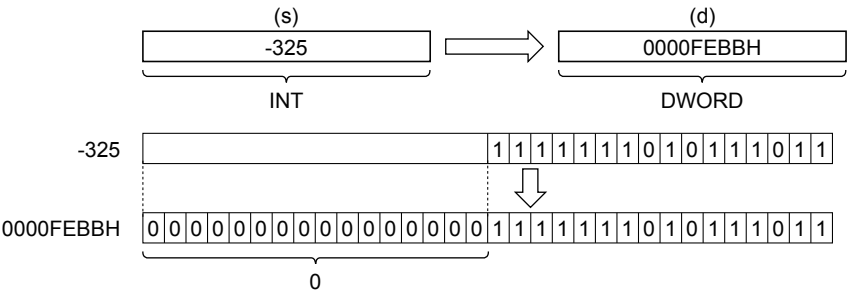 (s) (d)
-325 0000FEBBH
INT DWORD
-325 1 1 1 1 1 1 1 0 1 0 1 1 1 0 1 1
0000FEBBH 0 0 0 0 0 0 0 0 0 0 0 0 0 0 0 0 1 1 1 1 1 1 1 0 1 0 1 1 1 0 1 1
0